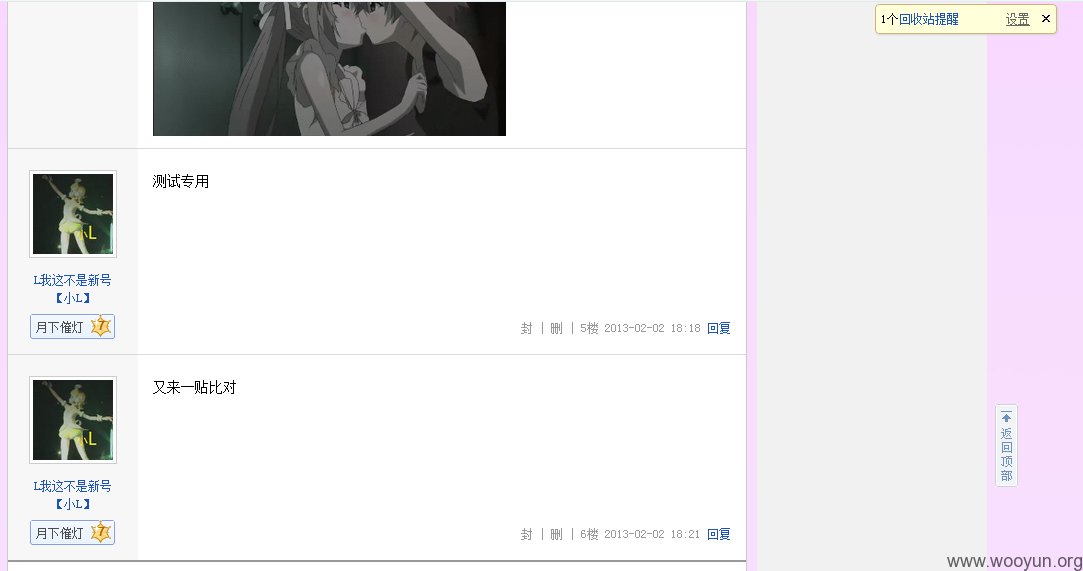 1个回收站提醒 设置 ×
测试专用
L
L我这不是新号
【小L】
月下催灯 7
封 | 删 | 5楼 2013-02-02 18:18 回复
又来一贴比对
L
L我这不是新号
【小L】
月下催灯 7
封 | 删 | 6楼 2013-02-02 18:21 回复
返回顶部
www.wooyun.org